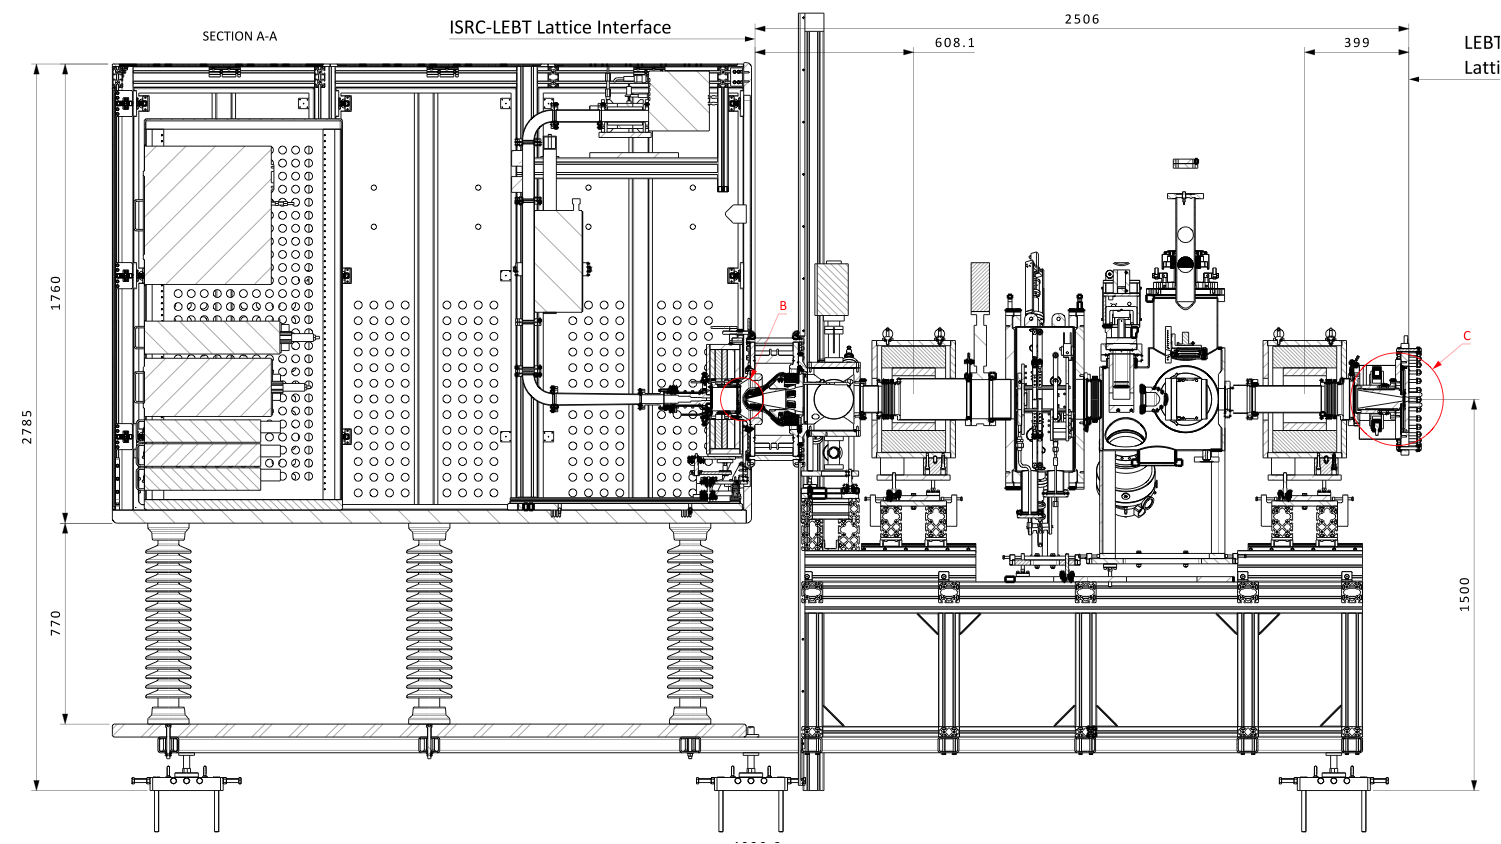 SECTION A-A
ISRC-LEBT Lattice Interface
2506
608.1
399
LEBT
Latti
1760
B
C
2785
770
1500